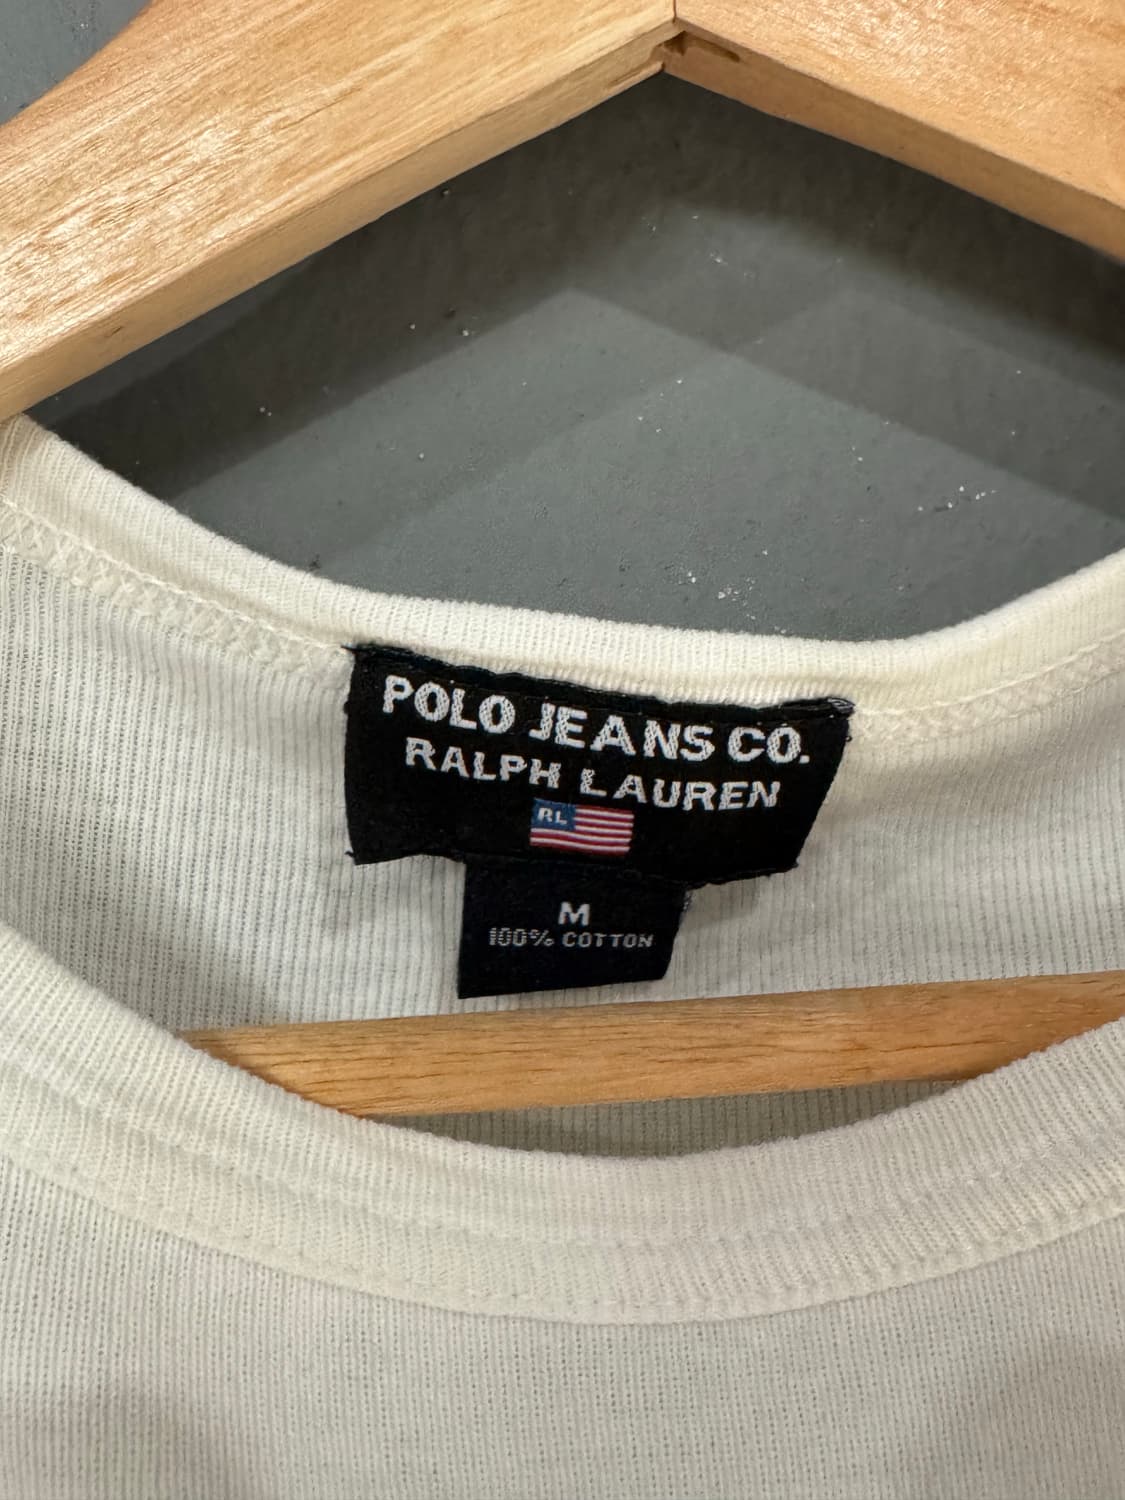 POLO JEANS CO.
RALPH LAUREN
RL
M
100% COTTON